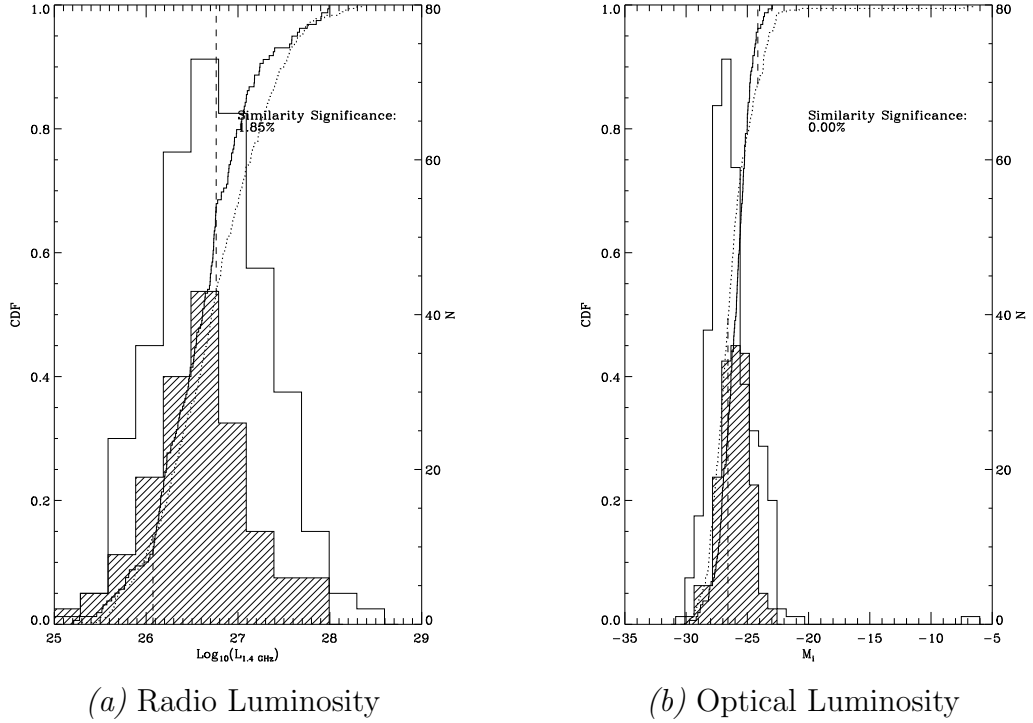 1.0
0.8
0.6
0.4
0.2
0.0
CDF
80
60
40
20
0
N
Similarity Significance:
1.85%
25 26 27 28 29
Log10(L1.4 GHz)
(a) Radio Luminosity
1.0
0.8
0.6
0.4
0.2
0.0
CDF
80
60
40
20
0
N
Similarity Significance:
0.00%
-35 -30 -25 -20 -15 -10 -5
Mi
(b) Optical Luminosity